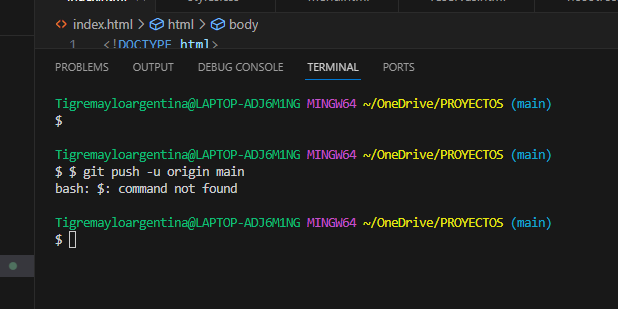 index.html > html > body
1 <!DOCTYPE html>
PROBLEMS OUTPUT DEBUG CONSOLE TERMINAL PORTS
Tigremayloargentina@LAPTOP-ADJ6M1NG MINGW64 ~/OneDrive/PROYECTOS (main)
$
Tigremayloargentina@LAPTOP-ADJ6M1NG MINGW64 ~/OneDrive/PROYECTOS (main)
$ $ git push -u origin main
bash: $: command not found
Tigremayloargentina@LAPTOP-ADJ6M1NG MINGW64 ~/OneDrive/PROYECTOS (main)
$